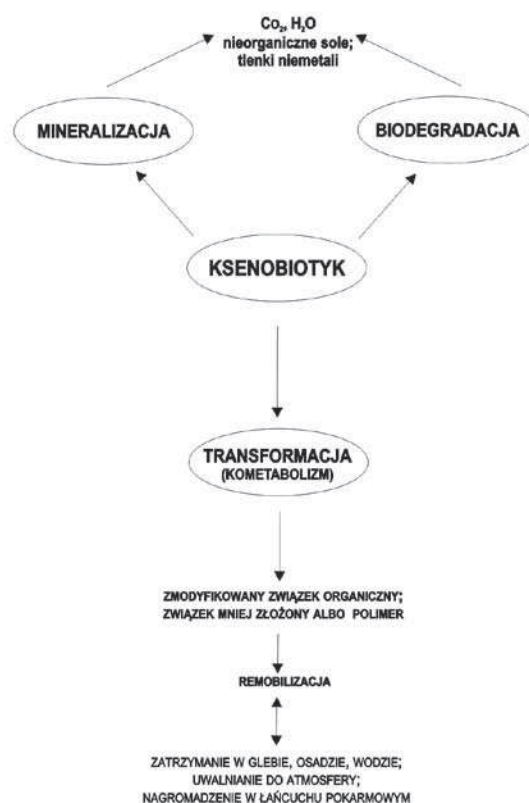 Co₂, H₂O
nieorganiczne sole;
tlenki niemetali
MINERALIZACJA
BIODEGRADACJA
KSENOBIOTYK
TRANSFORMACJA
(KOMETABOLIZM)
ZMODYFIKOWANY ZWIĄZEK ORGANICZNY;
ZWIĄZEK MNIEJ ZŁOŻONY ALBO POLIMER
REMOBILIZACJA
ZATRZYMANIE W GLEBIE, OSADZIE, WODZIE;
UWALNIANIE DO ATMOSFERY;
NAGROMADZENIE W ŁAŃCUCHU POKARMOWYM